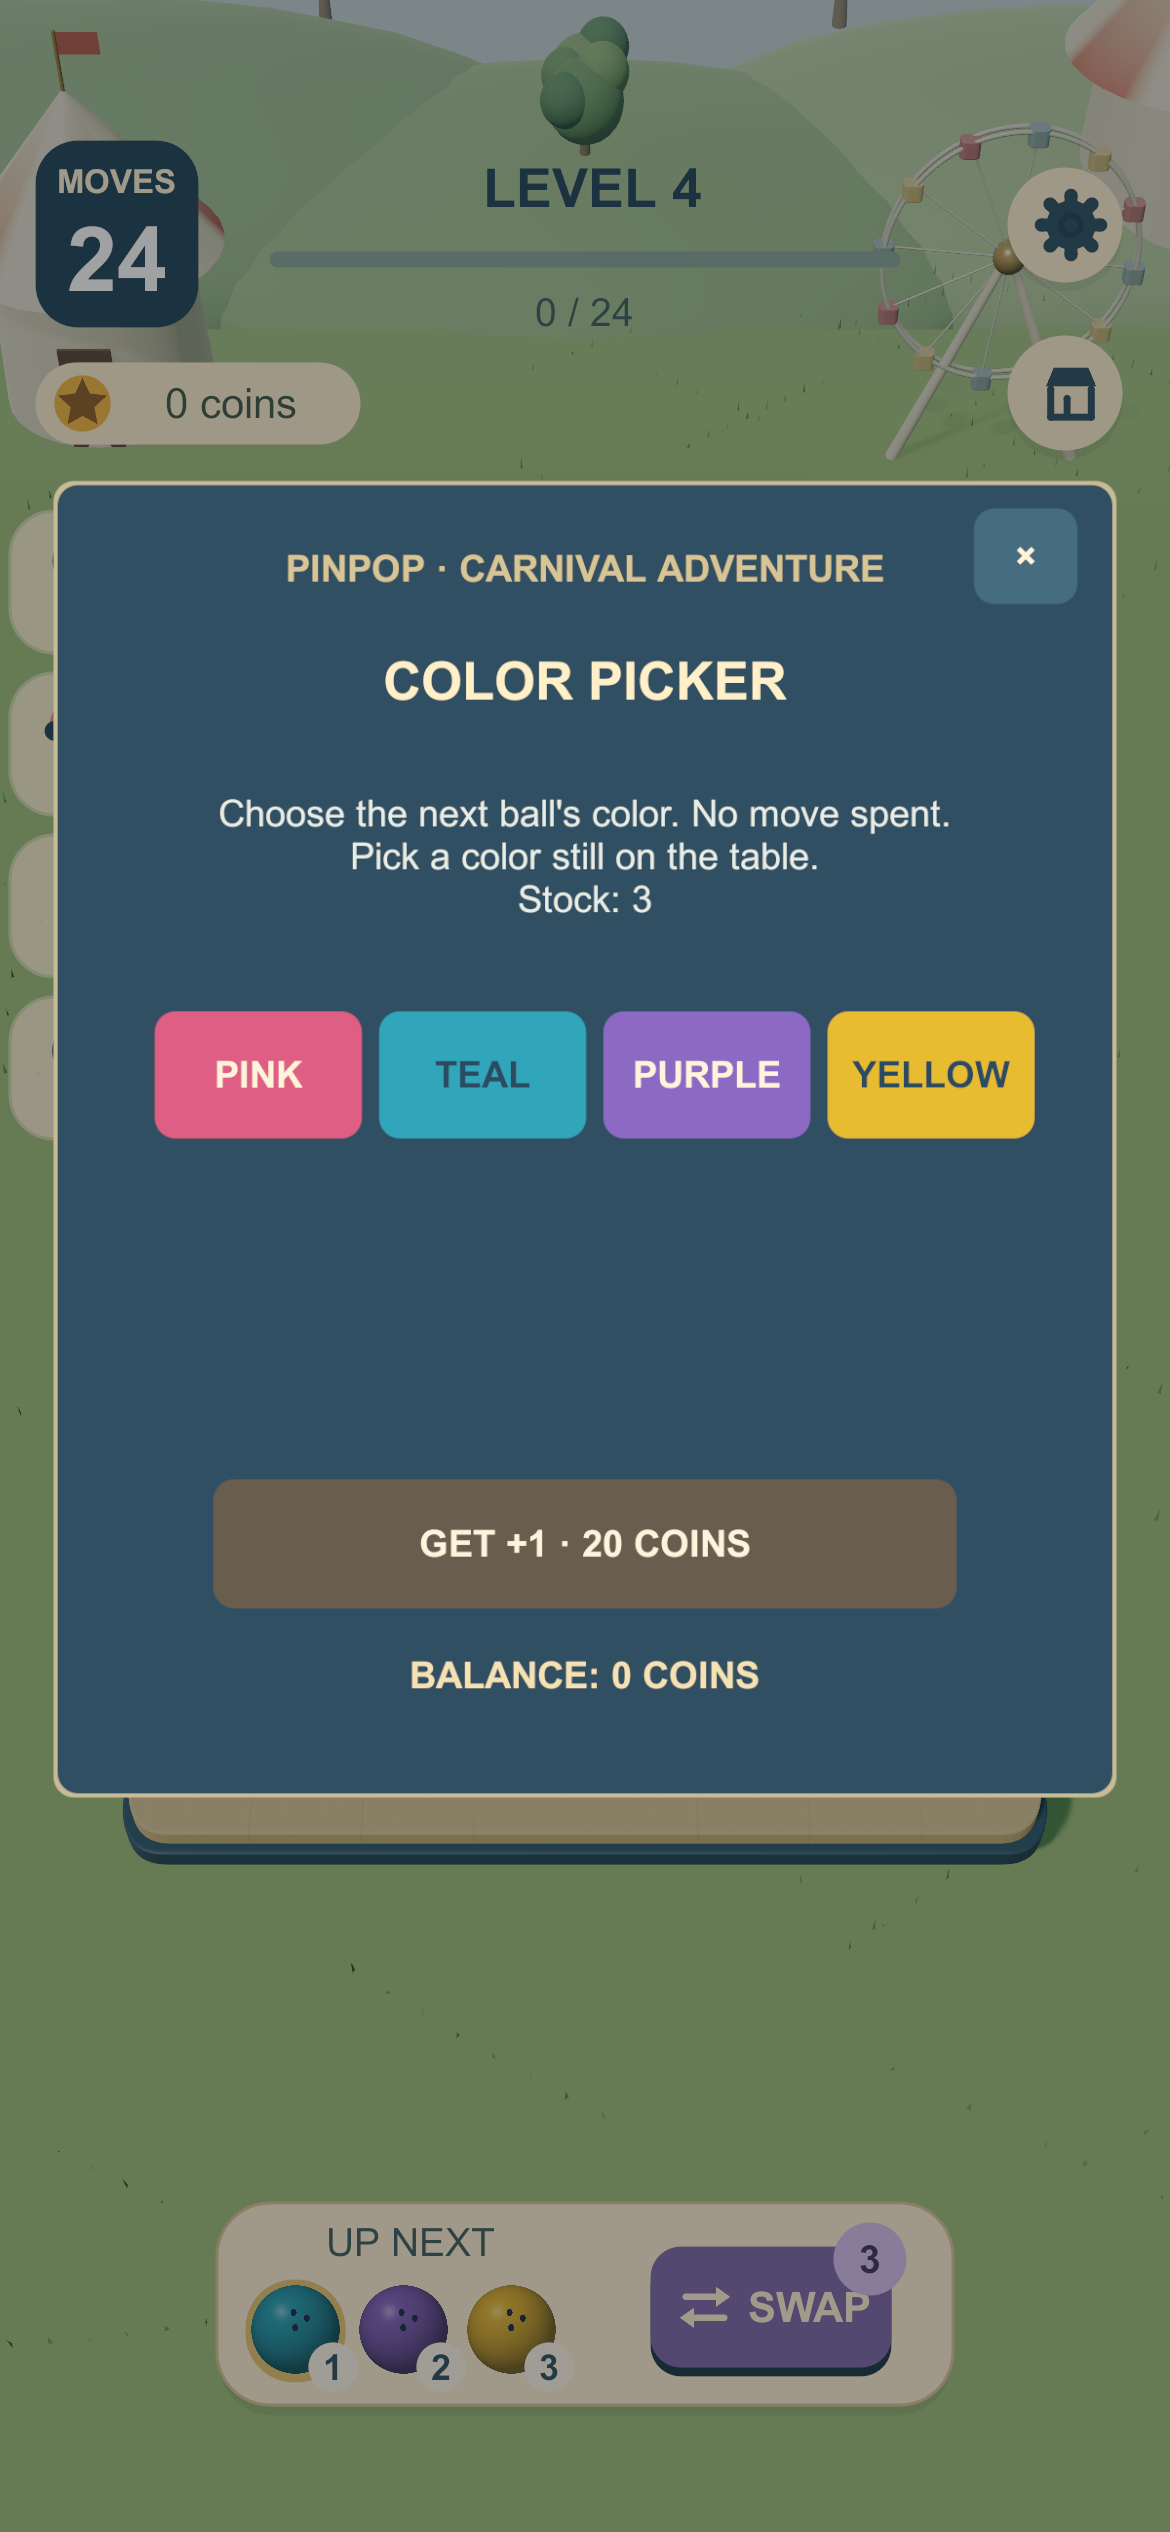 MOVES
24
LEVEL 4
0 / 24
0 coins
PINPOP · CARNIVAL ADVENTURE
×
COLOR PICKER
Choose the next ball's color. No move spent.
Pick a color still on the table.
Stock: 3
PINK
TEAL
PURPLE
YELLOW
GET +1 · 20 COINS
BALANCE: 0 COINS
UP NEXT
1
2
3
SWAP
3